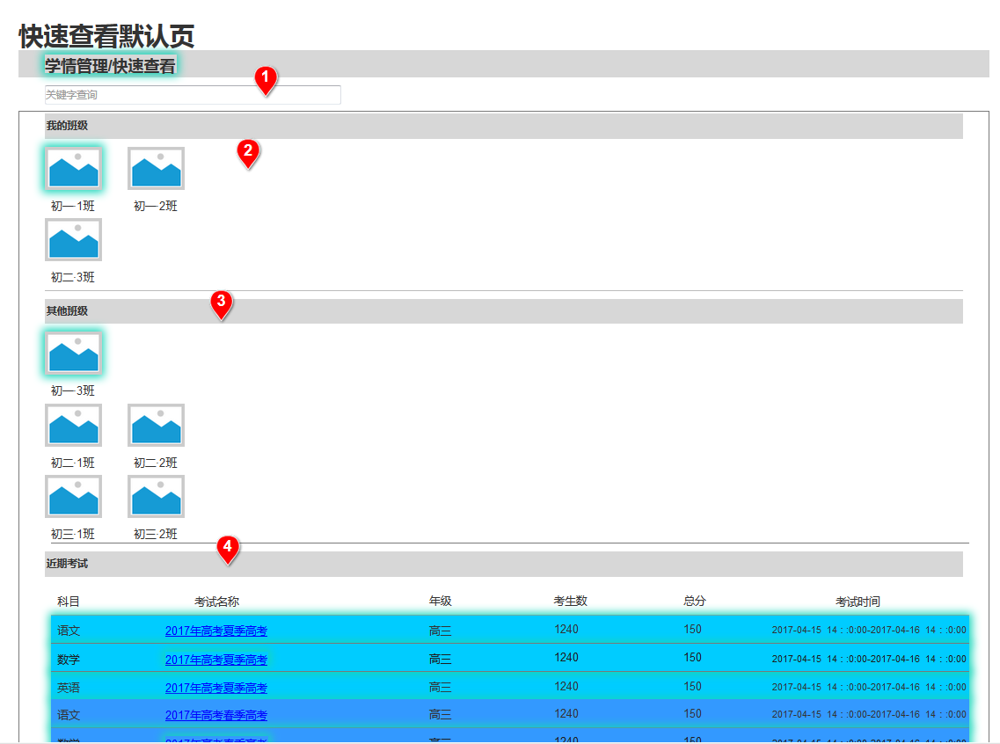 快速查看默认页
学情管理/快速查看
1
关键字查询
我的班级
2
初一·1班 初一·2班
初二·3班
3
其他班级
初一·3班
初二·1班 初二·2班
初三·1班 初三·2班
4
近期考试
科目 考试名称 年级 考生数 总分 考试时间
语文 2017年高考夏季高考 高三 1240 150 2017-04-15 14 : :0:00-2017-04-16 14 : :0:00
数学 2017年高考夏季高考 高三 1240 150 2017-04-15 14 : :0:00-2017-04-16 14 : :0:00
英语 2017年高考夏季高考 高三 1240 150 2017-04-15 14 : :0:00-2017-04-16 14 : :0:00
语文 2017年高考春季高考 高三 1240 150 2017-04-15 14 : :0:00-2017-04-16 14 : :0:00